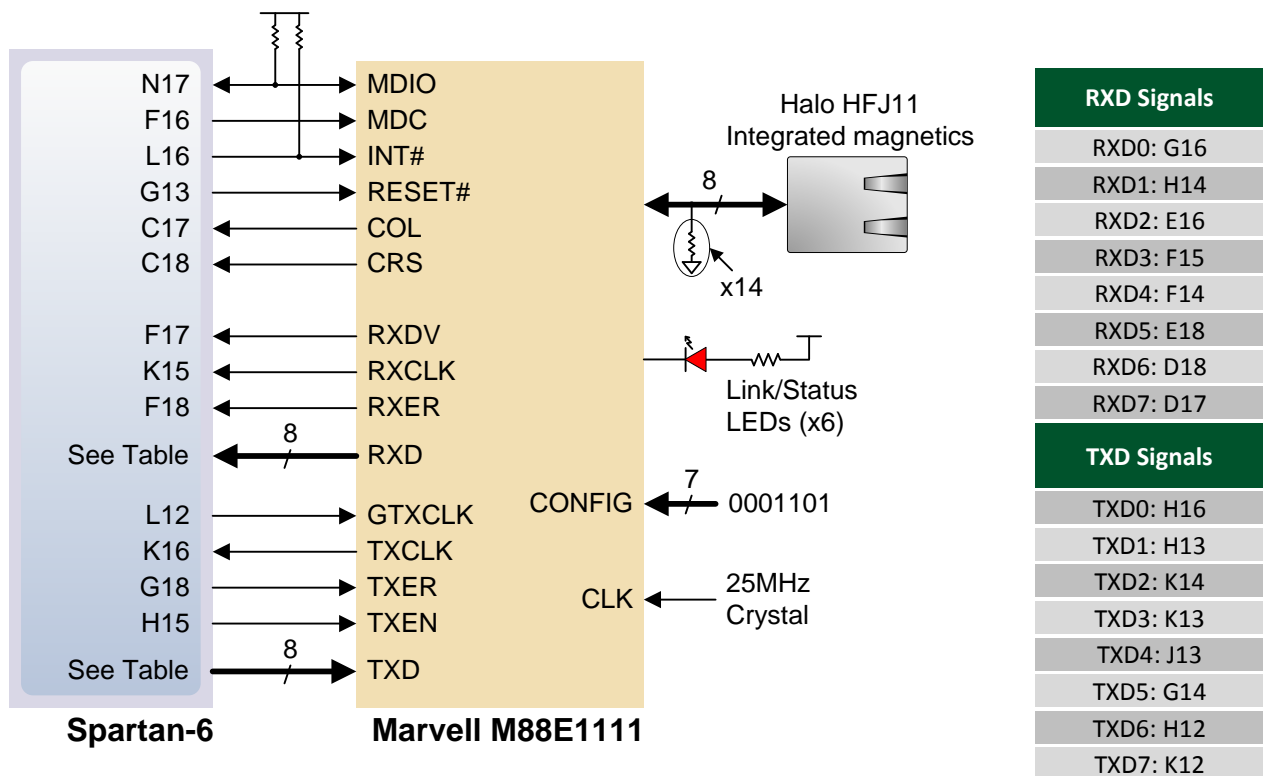 N17 MDIO
F16 MDC
L16 INT#
G13 RESET#
C17 COL
C18 CRS
F17 RXDV
K15 RXCLK
F18 RXER
See Table 8 RXD
L12 GTXCLK
K16 TXCLK
G18 TXER
H15 TXEN
See Table 8 TXD
Spartan-6
Marvell M88E1111
Halo HFJ11
Integrated magnetics
8
x14
Link/Status
LEDs (x6)
CONFIG 7 0001101
CLK 25MHz
Crystal
RXD Signals
RXD0: G16
RXD1: H14
RXD2: E16
RXD3: F15
RXD4: F14
RXD5: E18
RXD6: D18
RXD7: D17
TXD Signals
TXD0: H16
TXD1: H13
TXD2: K14
TXD3: K13
TXD4: J13
TXD5: G14
TXD6: H12
TXD7: K12